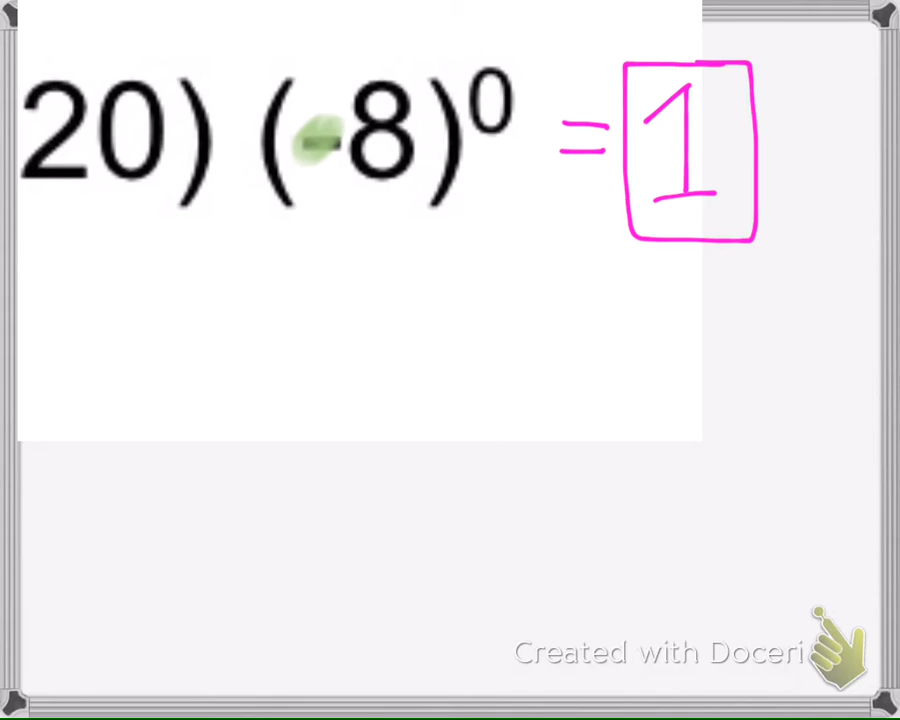 20) (-8)⁰ = 1
Created with Doceri